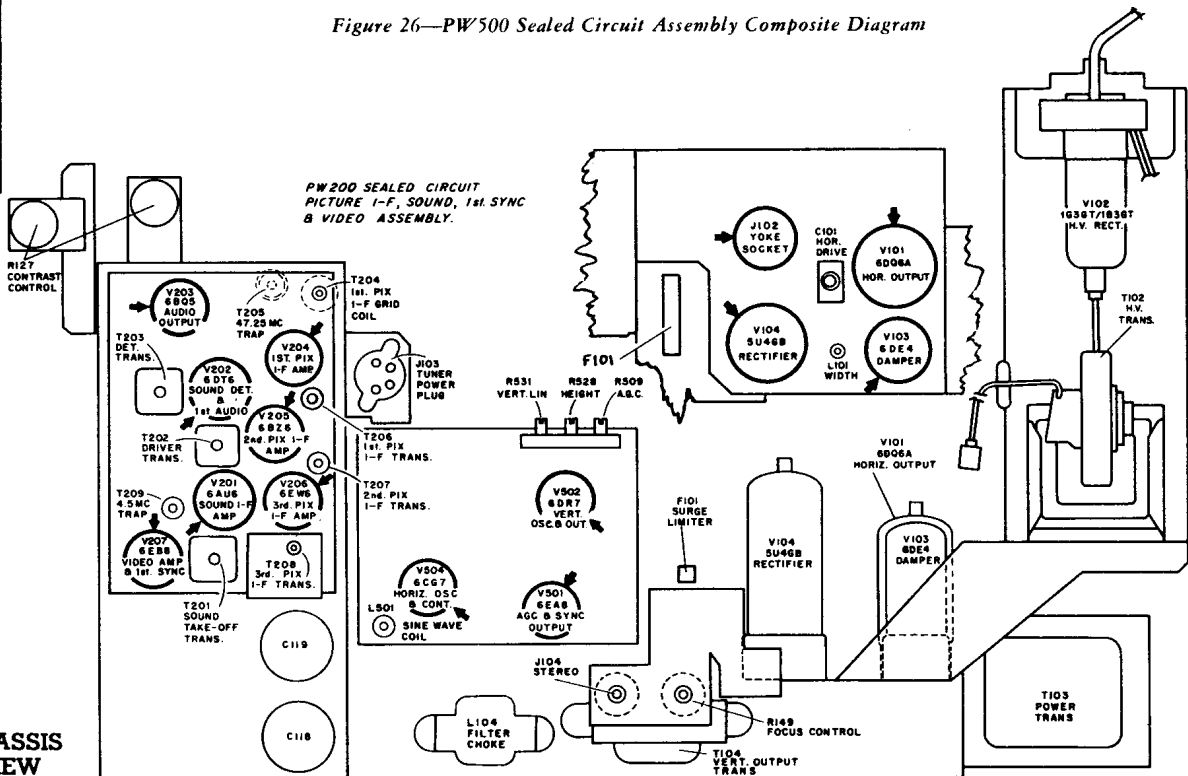 Figure 26—PW500 Sealed Circuit Assembly Composite Diagram
PW200 SEALED CIRCUIT
PICTURE I-F, SOUND, 1st. SYNC
& VIDEO ASSEMBLY.
R127
CONTRAST
CONTROL
V203
6BQ5
AUDIO
OUTPUT
T205
47.25 MC
TRAP
T204
1st. PIX
I-F GRID
COIL
T203
DET.
TRANS.
V204
1ST. PIX
I-F AMP
V202
6DT6
SOUND DET.
&
1st AUDIO
J103
TUNER
POWER
PLUG
V205
6BZ6
2nd. PIX I-F
AMP
T202
DRIVER
TRANS.
T206
1st. PIX
I-F TRANS.
T209
4.5 MC
TRAP
V201
6AU6
SOUND I-F
AMP
V206
6EW6
3rd. PIX
I-F AMP
T207
2nd. PIX
I-F TRANS.
V207
6EB8
VIDEO AMP
& 1st. SYNC
T208
3rd. PIX
I-F TRANS.
T201
SOUND
TAKE-OFF
TRANS.
C119
C118
ASSIS
EW
F101
J102
YOKE
SOCKET
C101
HOR.
DRIVE
V101
6DQ6A
HOR. OUTPUT
V104
5U4GB
RECTIFIER
L101
WIDTH
V103
6DE4
DAMPER
R531
VERT. LIN
R528
HEIGHT
R509
A.G.C.
V502
6DR7
VERT.
OSC. & OUT.
V504
6CG7
HORIZ. OSC
& CONT.
L501
SINE WAVE
COIL
V501
6EA8
AGC & SYNC
OUTPUT
F101
SURGE
LIMITER
V104
5U4GB
RECTIFIER
V101
6DQ6A
HORIZ. OUTPUT
V103
6DE4
DAMPER
V102
1G3GT/1B3GT
H.V. RECT.
T102
H.V.
TRANS.
J104
STEREO
L104
FILTER
CHOKE
R149
FOCUS CONTROL
T104
VERT. OUTPUT
TRANS
T103
POWER
TRANS